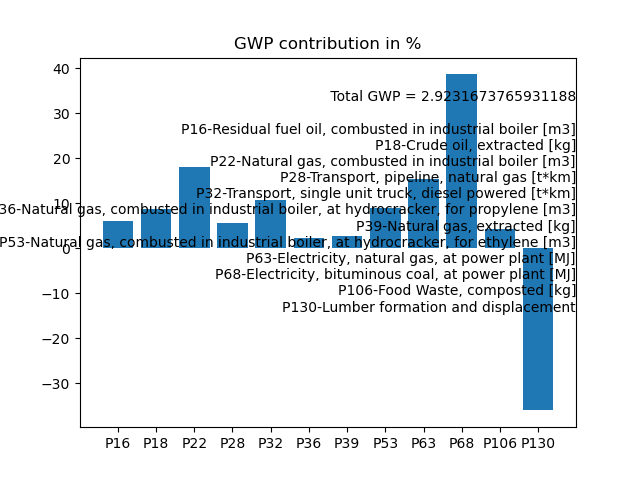 GWP contribution in %
40
Total GWP = 2.9231673765931188
30
P16-Residual fuel oil, combusted in industrial boiler [m3]
P18-Crude oil, extracted [kg]
20
P22-Natural gas, combusted in industrial boiler [m3]
P28-Transport, pipeline, natural gas [t*km]
P32-Transport, single unit truck, diesel powered [t*km]
10
36-Natural gas, combusted in industrial boiler, at hydrocracker, for propylene [m3]
P39-Natural gas, extracted [kg]
P53-Natural gas, combusted in industrial boiler, at hydrocracker, for ethylene [m3]
0
P63-Electricity, natural gas, at power plant [MJ]
P68-Electricity, bituminous coal, at power plant [MJ]
−10
P106-Food Waste, composted [kg]
P130-Lumber formation and displacement
−20
−30
P16 P18 P22 P28 P32 P36 P39 P53 P63 P68 P106 P130